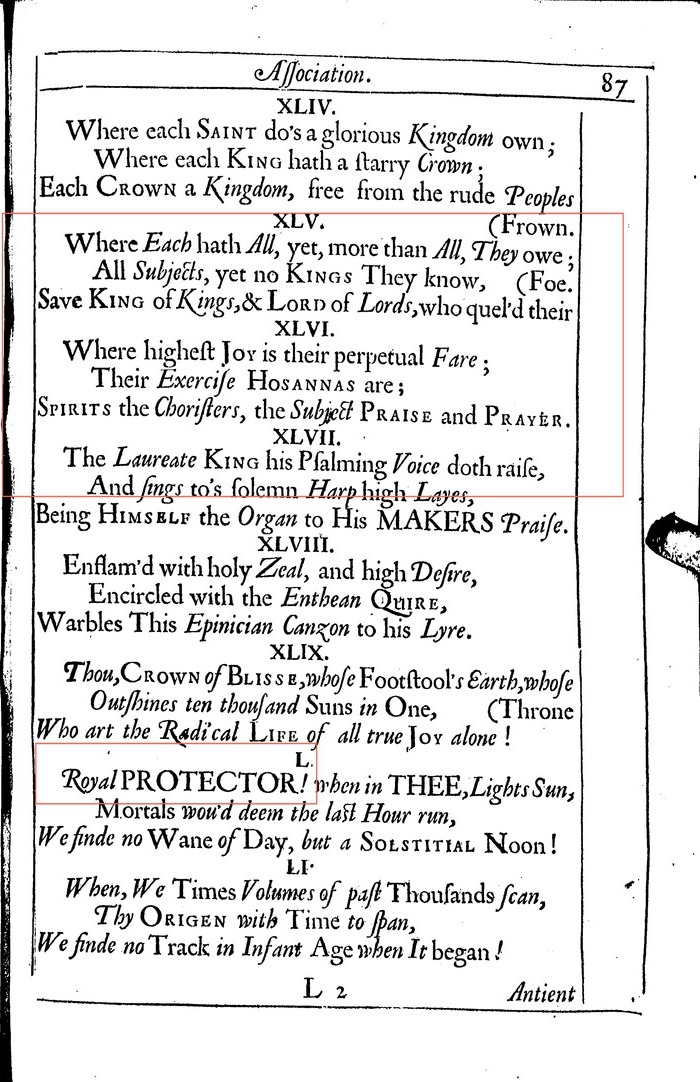 Aſſociation.
87
XLIV.
Where each SAINT do's a glorious Kingdom own;
Where each KING hath a ſtarry Crown;
Each CROWN a Kingdom, free from the rude Peoples
XLV. (Frown.
Where Each hath All, yet, more than All, They owe;
All Subjects, yet no KINGS They know, (Foe.
Save KING of Kings,& LORD of Lords,who quel'd their
XLVI.
Where higheſt Joy is their perpetual Fare;
Their Exerciſe HOSANNAS are;
SPIRITS the Choriſters, the Subject PRAISE and PRAYER.
XLVII.
The Laureate KING his Pſalming Voice doth raiſe,
And ſings to's ſolemn Harp high Layes,
Being HIMSELF the Organ to His MAKERS Praiſe.
XLVIII.
Enflam'd with holy Zeal, and high Deſire,
Encircled with the Enthean QUIRE,
Warbles This Epinician Canzon to his Lyre.
XLIX.
Thou,CROWN of BLISSE,whoſe Footſtool's Earth,whoſe
Outſhines ten thouſand Suns in One, (Throne
Who art the Radical LIFE of all true Joy alone !
L.
Royal PROTECTOR! when in THEE, Lights Sun,
Mortals wou'd deem the laſt Hour run,
We finde no Wane of Day, but a SOLSTITIAL Noon!
LI.
When, We Times Volumes of paſt Thouſands ſcan,
Thy ORIGEN with Time to ſpan,
We finde no Track in Infant Age when It began!
L 2
Antient